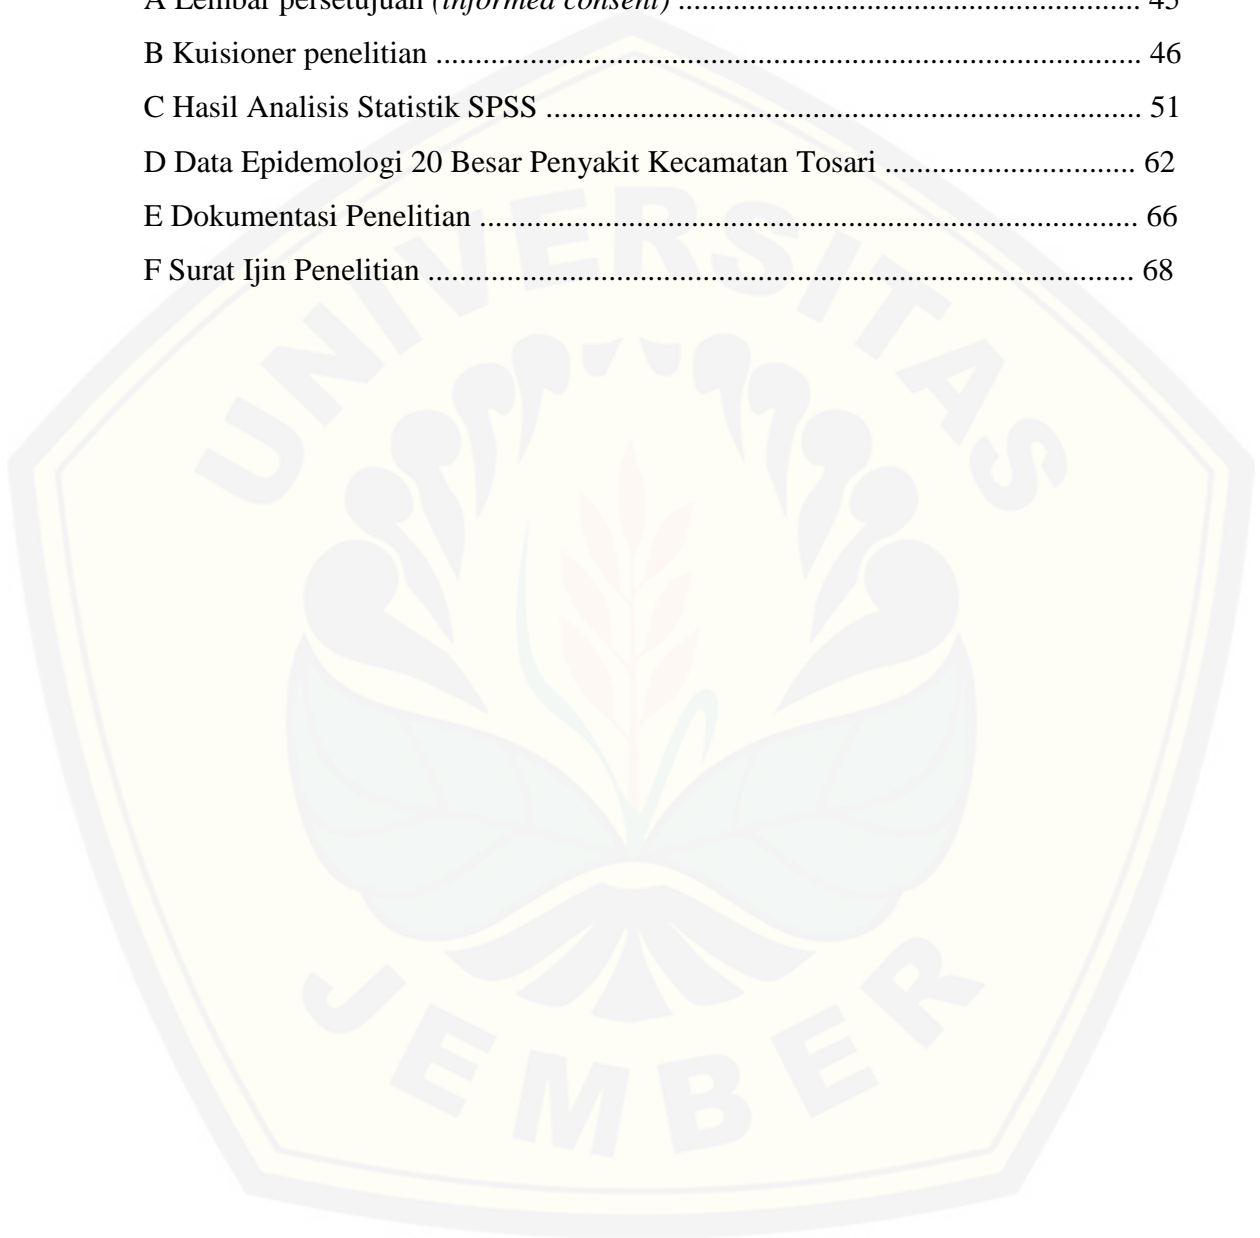 A Lembar persetujuan (informed consent) ........................................................... 45
B Kuisioner penelitian .......................................................................................... 46
C Hasil Analisis Statistik SPSS ............................................................................ 51
D Data Epidemologi 20 Besar Penyakit Kecamatan Tosari ................................ 62
E Dokumentasi Penelitian .................................................................................... 66
F Surat Ijin Penelitian .......................................................................................... 68
UNIVERSITAS
JEMBER